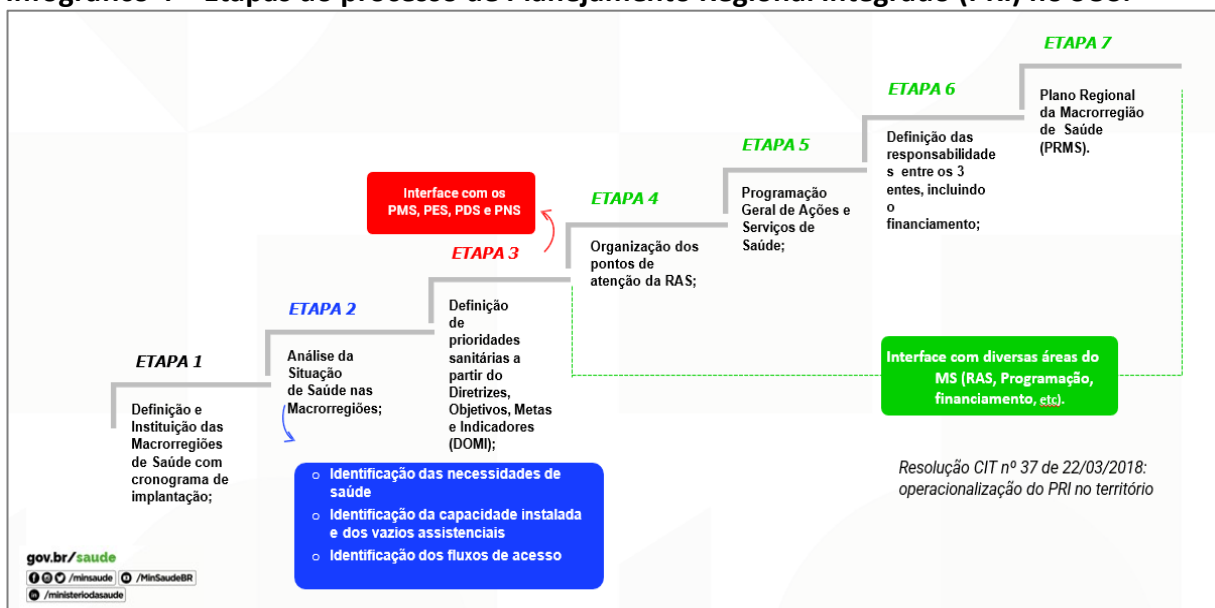 Infográfico 4 – Etapas do processo de Planejamento Regional Integrado (PRI) no SUS.
ETAPA 1
Definição e
Instituição das
Macrorregiões
de Saúde com
cronograma de
implantação;
ETAPA 2
Análise da
Situação
de Saúde nas
Macrorregiões;
o Identificação das necessidades de
saúde
o Identificação da capacidade instalada
e dos vazios assistenciais
o Identificação dos fluxos de acesso
Interface com os
PMS, PES, PDS e PNS
ETAPA 3
Definição
de
prioridades
sanitárias a
partir do
Diretrizes,
Objetivos, Metas
e Indicadores
(DOMI);
ETAPA 4
Organização dos
pontos de
atenção da RAS;
ETAPA 5
Programação
Geral de Ações e
Serviços de
Saúde;
ETAPA 6
Definição das
responsabilidade
s entre os 3
entes, incluindo
o
financiamento;
ETAPA 7
Plano Regional
da Macrorregião
de Saúde
(PRMS).
Interface com diversas áreas do
MS (RAS, Programação,
financiamento, etc).
Resolução CIT nº 37 de 22/03/2018:
operacionalização do PRI no território
gov.br/saude
/minsaude /MinSaudeBR
/ministeriodasaude